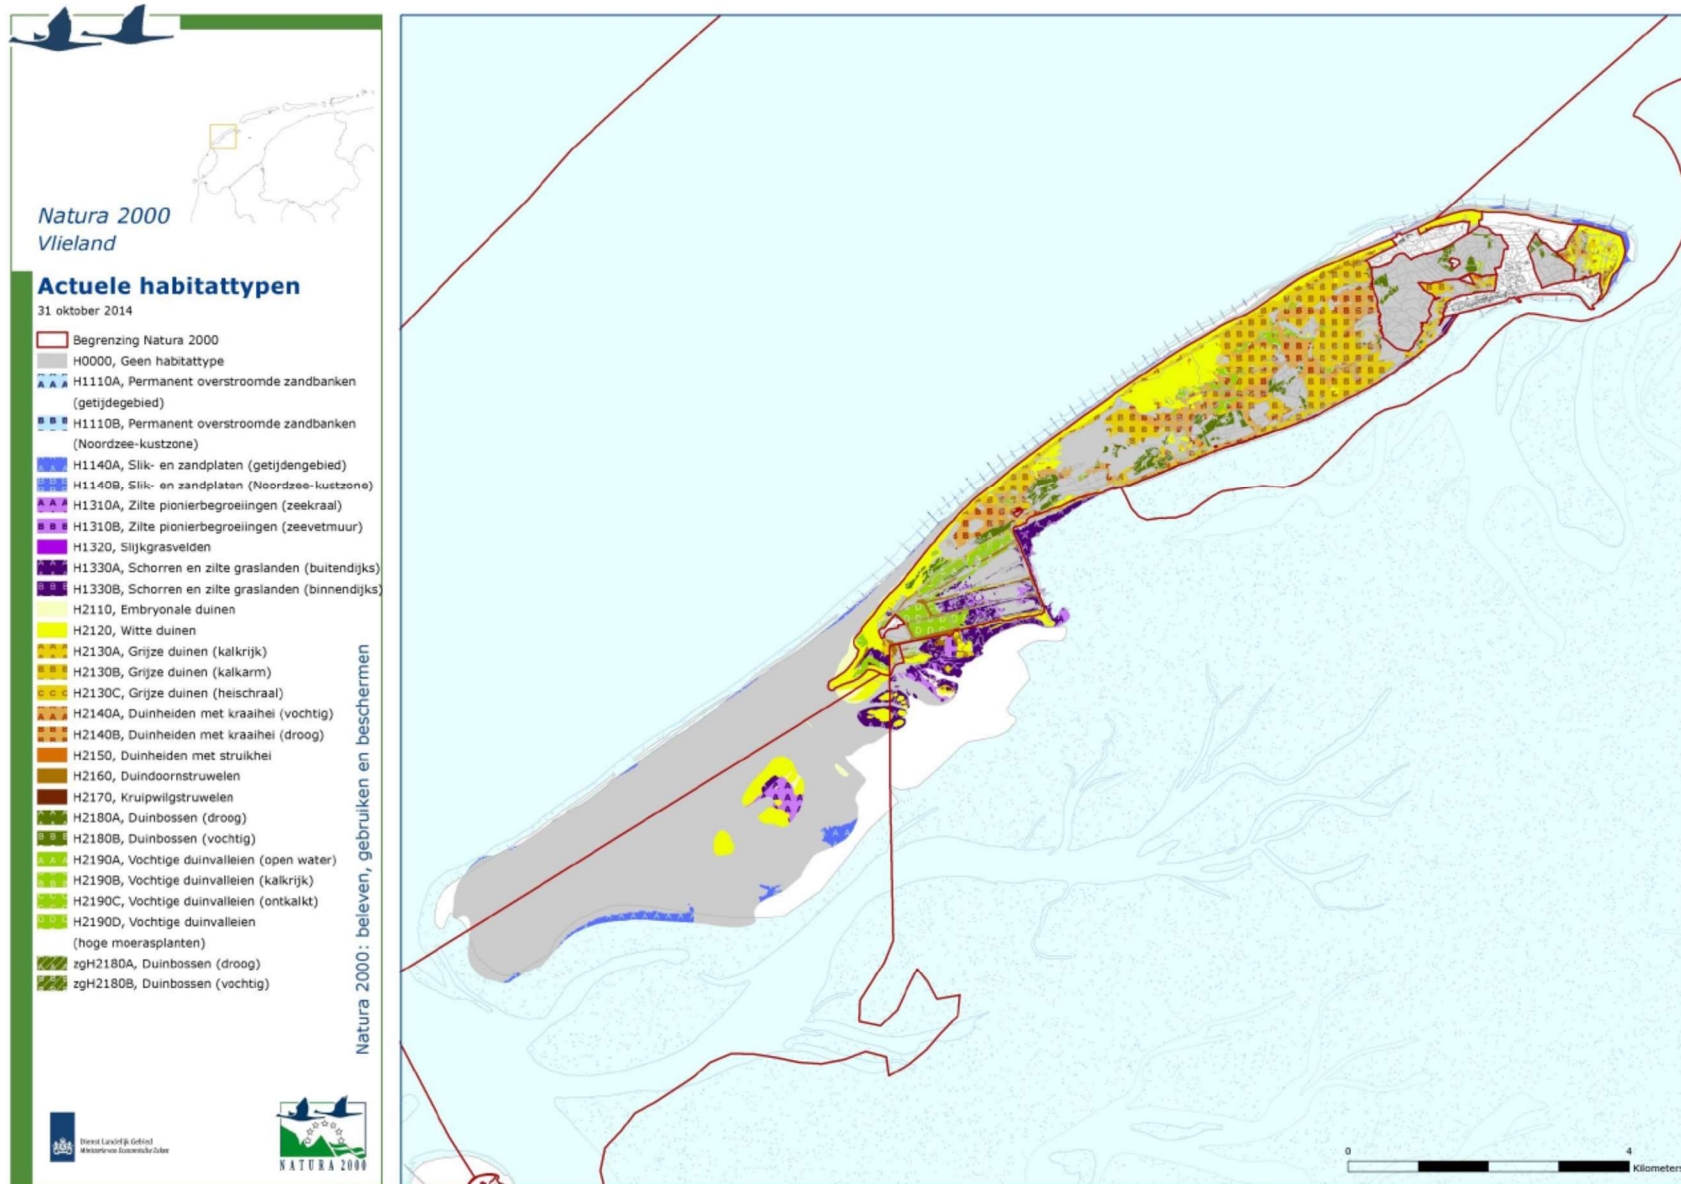 Natura 2000
Vlieland
Actuele habitattypen
31 oktober 2014
Begrenzing Natura 2000
H0000, Geen habitattype
A A A H1110A, Permanent overstroomde zandbanken
(getijdegebied)
B B B H1110B, Permanent overstroomde zandbanken
(Noordzee-kustzone)
A A A H1140A, Slik- en zandplaten (getijdengebied)
B B B H1140B, Slik- en zandplaten (Noordzee-kustzone)
A A A H1310A, Zilte pionierbegroeiingen (zeekraal)
B B B H1310B, Zilte pionierbegroeiingen (zeevetmuur)
H1320, Slijkgrasvelden
A A A H1330A, Schorren en zilte graslanden (buitendijks)
B B B H1330B, Schorren en zilte graslanden (binnendijks)
H2110, Embryonale duinen
H2120, Witte duinen
A A A H2130A, Grijze duinen (kalkrijk)
B B B H2130B, Grijze duinen (kalkarm)
C C C H2130C, Grijze duinen (heischraal)
A A A H2140A, Duinheiden met kraaihei (vochtig)
B B B H2140B, Duinheiden met kraaihei (droog)
H2150, Duinheiden met struikhei
H2160, Duindoornstruwelen
H2170, Kruipwilgstruwelen
A A A H2180A, Duinbossen (droog)
B B B H2180B, Duinbossen (vochtig)
A A A H2190A, Vochtige duinvalleien (open water)
B B B H2190B, Vochtige duinvalleien (kalkrijk)
C C C H2190C, Vochtige duinvalleien (ontkalkt)
D D D H2190D, Vochtige duinvalleien
(hoge moerasplanten)
zgH2180A, Duinbossen (droog)
zgH2180B, Duinbossen (vochtig)
Natura 2000: beleven, gebruiken en beschermen
Dienst Landelijk Gebied
Ministerie van Economische Zaken
NATURA 2000
0 4
Kilometers